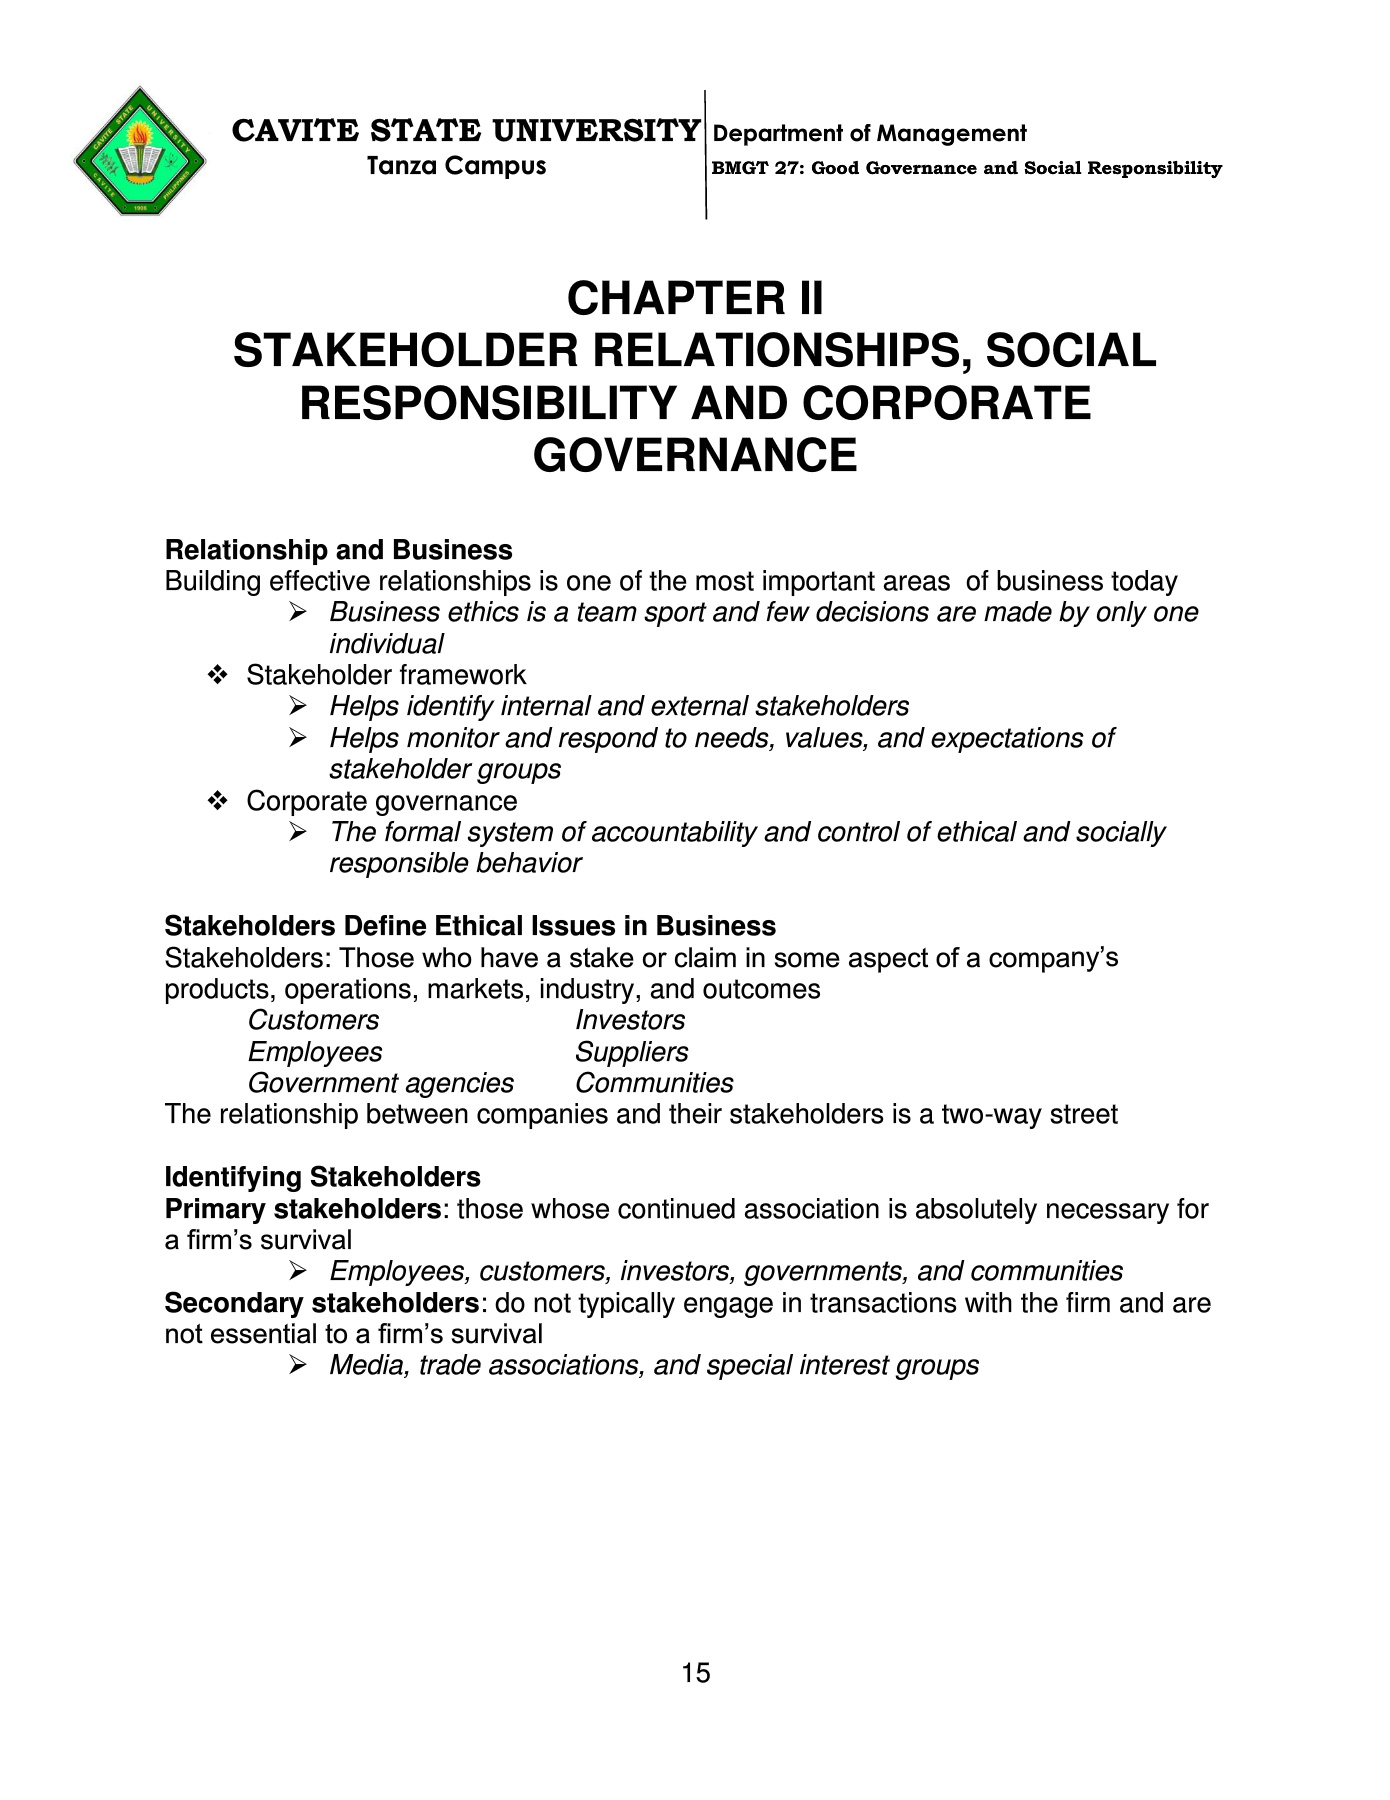 CAVITE STATE UNIVERSITY
Tanza Campus
Department of Management
BMGT 27: Good Governance and Social Responsibility
CAVITE STATE UNIVERSITY
CAVITE
PHILIPPINES
1906
CHAPTER II
STAKEHOLDER RELATIONSHIPS, SOCIAL
RESPONSIBILITY AND CORPORATE
GOVERNANCE
Relationship and Business
Building effective relationships is one of the most important areas  of business today
➢ Business ethics is a team sport and few decisions are made by only one
individual
❖ Stakeholder framework
➢ Helps identify internal and external stakeholders
➢ Helps monitor and respond to needs, values, and expectations of
stakeholder groups
❖ Corporate governance
➢ The formal system of accountability and control of ethical and socially
responsible behavior
Stakeholders Define Ethical Issues in Business
Stakeholders: Those who have a stake or claim in some aspect of a company’s
products, operations, markets, industry, and outcomes
Customers Investors
Employees Suppliers
Government agencies Communities
The relationship between companies and their stakeholders is a two-way street
Identifying Stakeholders
Primary stakeholders: those whose continued association is absolutely necessary for
a firm’s survival
➢ Employees, customers, investors, governments, and communities
Secondary stakeholders: do not typically engage in transactions with the firm and are
not essential to a firm’s survival
➢ Media, trade associations, and special interest groups
15